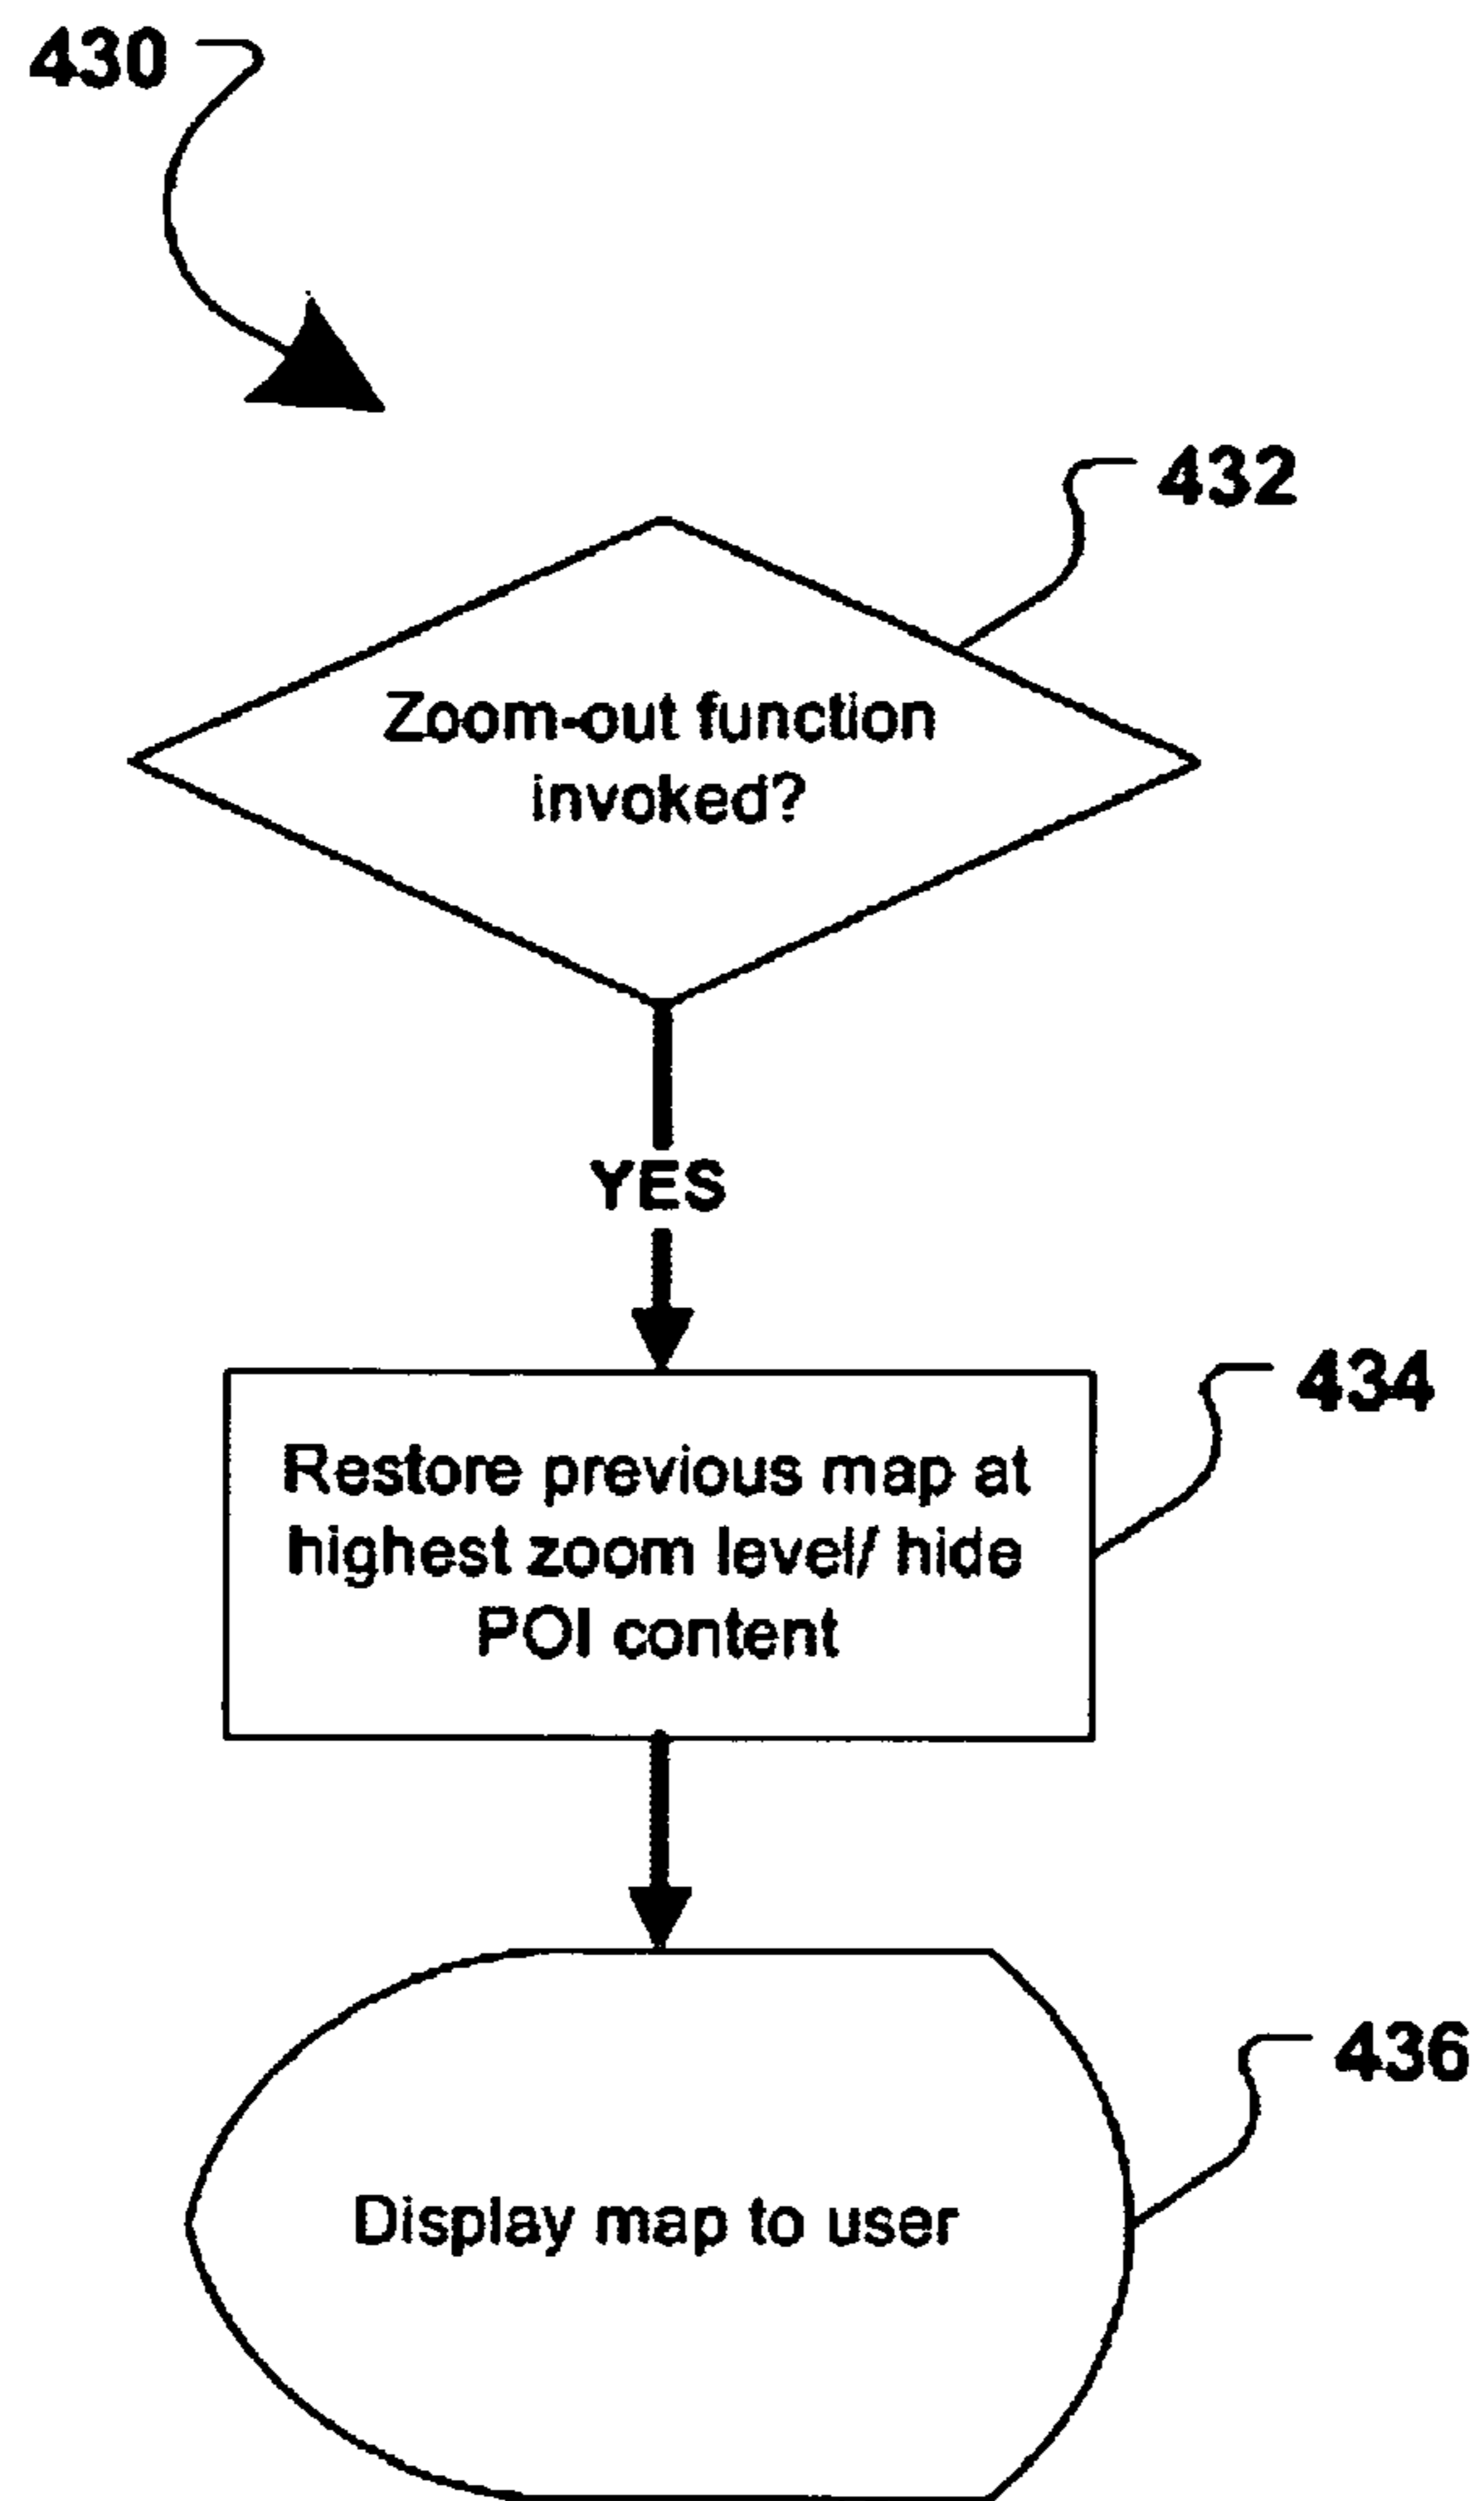 430
432
Zoom-out function
invoked?
YES
434
Restore previous map at
highest zoom level/ hide
POI content
436
Display map to user